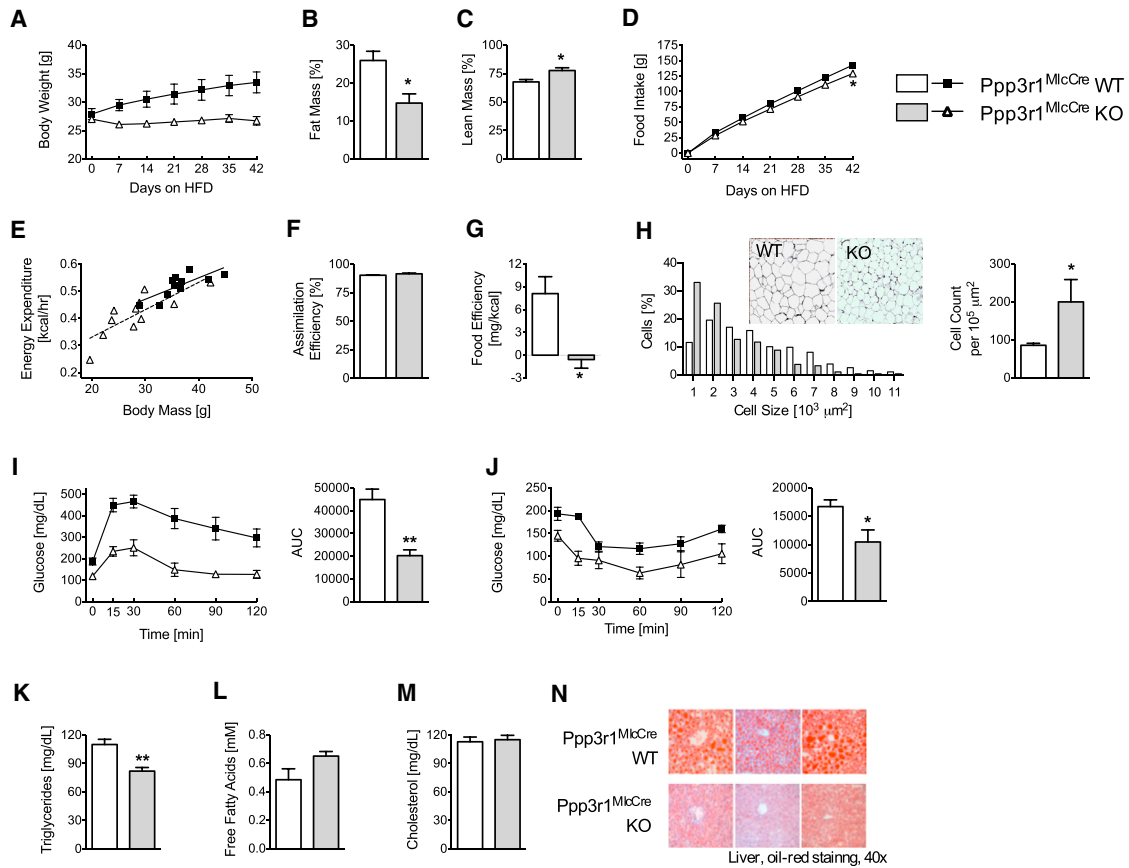 A
Body Weight [g]
40
35
30
25
20
0 7 14 21 28 35 42
Days on HFD
B
Fat Mass [%]
30
20
10
0
*
C
Lean Mass [%]
100
75
50
25
0
*
D
Food Intake [g]
175
150
125
100
75
50
25
0
*
0 7 14 21 28 35 42
Days on HFD
Ppp3r1MlcCre WT
Ppp3r1MlcCre KO
E
Energy Expenditure
[kcal/hr]
0.6
0.5
0.4
0.3
0.2
20 30 40 50
Body Mass [g]
F
Assimilation
Efficiency [%]
100
75
50
25
0
G
Food Efficiency
[mg/kcal]
12
9
6
3
0
-3
*
H
WT
KO
Cells [%]
40
30
20
10
0
1 2 3 4 5 6 7 8 9 10 11
Cell Size [10³ µm²]
Cell Count
per 10⁵ µm²
300
200
100
0
*
I
Glucose [mg/dL]
500
400
300
200
100
0
0 15 30 60 90 120
Time [min]
AUC
50000
40000
30000
20000
10000
0
**
J
Glucose [mg/dL]
250
200
150
100
50
0
0 15 30 60 90 120
Time [min]
AUC
20000
15000
10000
5000
0
*
K
Triglycerides [mg/dL]
120
90
60
30
0
**
L
Free Fatty Acids [mM]
0.8
0.6
0.4
0.2
0.0
M
Cholesterol [mg/dL]
120
90
60
30
0
N
Ppp3r1MlcCre
WT
Ppp3r1MlcCre
KO
Liver, oil-red stainng, 40x